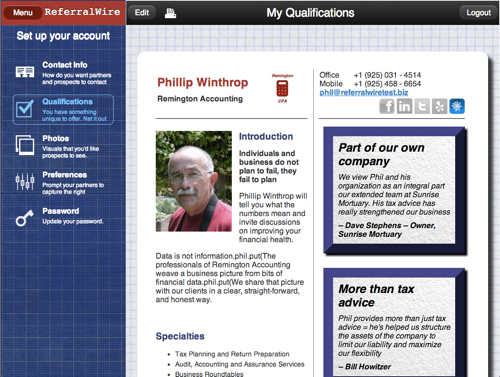 Menu ReferralWire
Edit
My Qualifications
Logout
Set up your account
Contact Info
How do you want partners
and prospects to contact
Qualifications
You have something
unique to offer. Net it out
Photos
Visuals that you'd like
prospects to see.
Preferences
Prompt your partners to
capture the right
Password
Update your password.
Phillip Winthrop
Remington Accounting
Remington
CPA
Office +1 (925) 031 - 4514
Mobile +1 (925) 458 - 6654
phil@referralwiretest.biz
Introduction
Individuals and
business do not
plan to fail, they
fail to plan
Phillip Winthrop will
tell you what the
numbers mean and
invite discussions
on improving your
financial health.
Data is not information.phil.put(The
professionals of Remington Accounting
weave a business picture from bits of
financial data.phil.put(We share that picture
with our clients in a clear, straight-forward,
and honest way.
Specialties
Tax Planning and Return Preparation
Audit, Accounting and Assurance Services
Business Roundtables
Part of our own
company
We view Phil and his
organization as an integral part
our extended team at Sunrise
Mortuary. His tax advice has
really strengthened our business
-- Dave Stephens -- Owner,
Sunrise Mortuary
More than tax
advice
Phil provides more than just tax
advice = he's helped us structure
the assets of the company to
limit our liability and maximize
our flexibility
-- Bill Howitzer